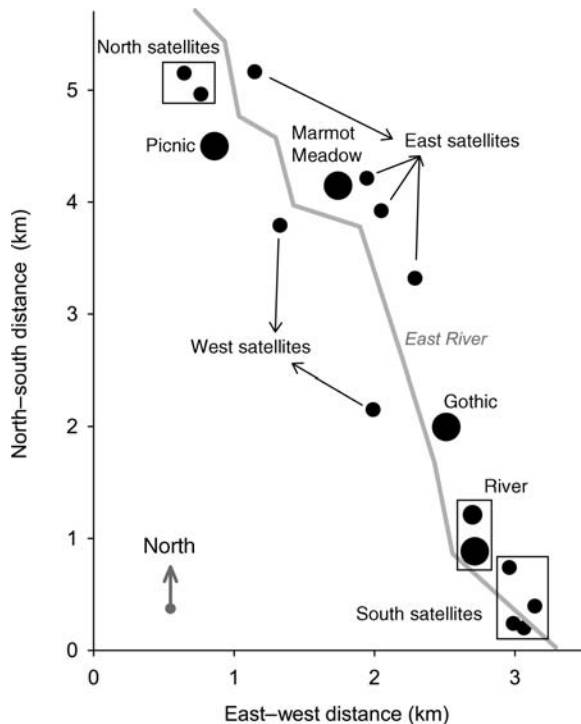 North satellites
5
Marmot
Meadow
East satellites
Picnic
4
North–south distance (km)
3
West satellites
East River
Gothic
2
River
North
1
South satellites
0
0
1
2
3
East–west distance (km)